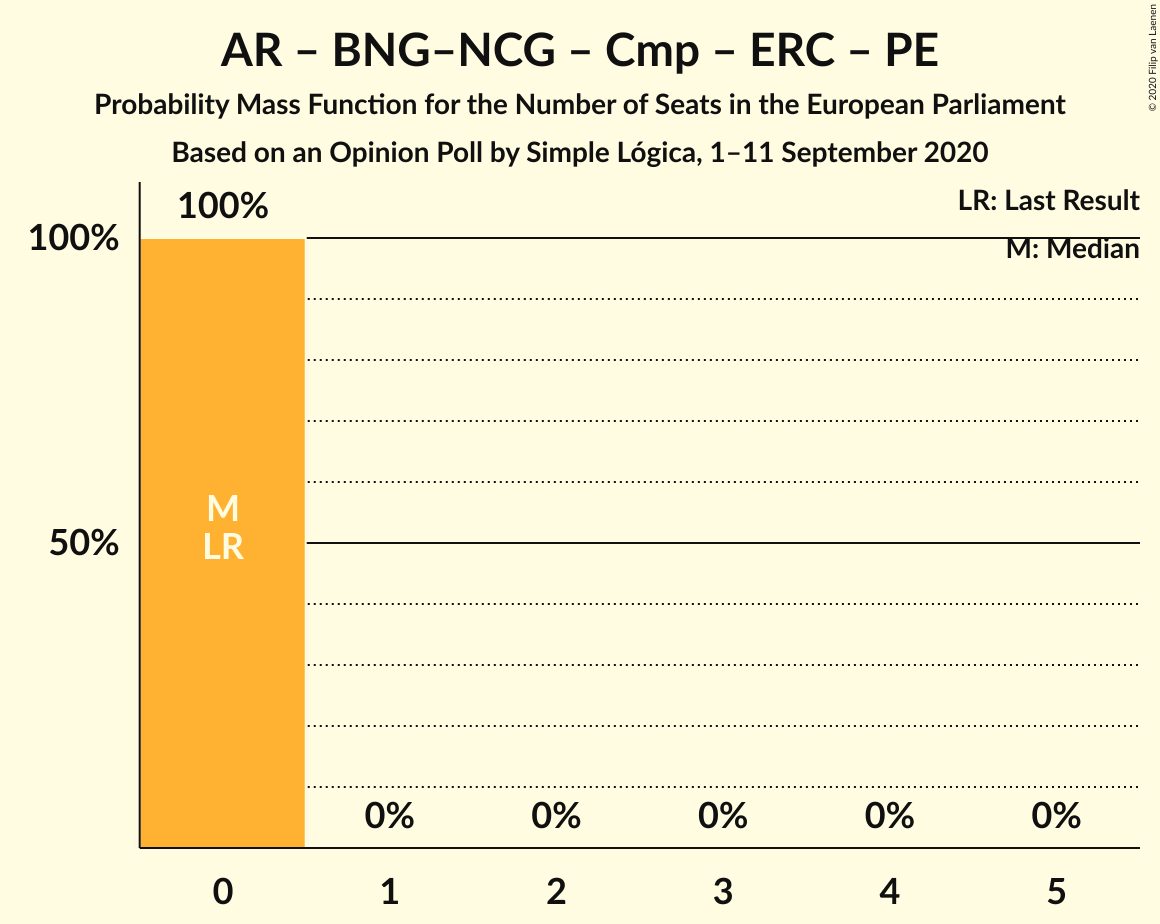 AR – BNG–NCG – Cmp – ERC – PE
Probability Mass Function for the Number of Seats in the European Parliament
Based on an Opinion Poll by Simple Lógica, 1–11 September 2020
© 2020 Filip van Laenen
LR: Last Result
M: Median
100%
100%
50%
M
LR
0% 0% 0% 0% 0%
0 1 2 3 4 5